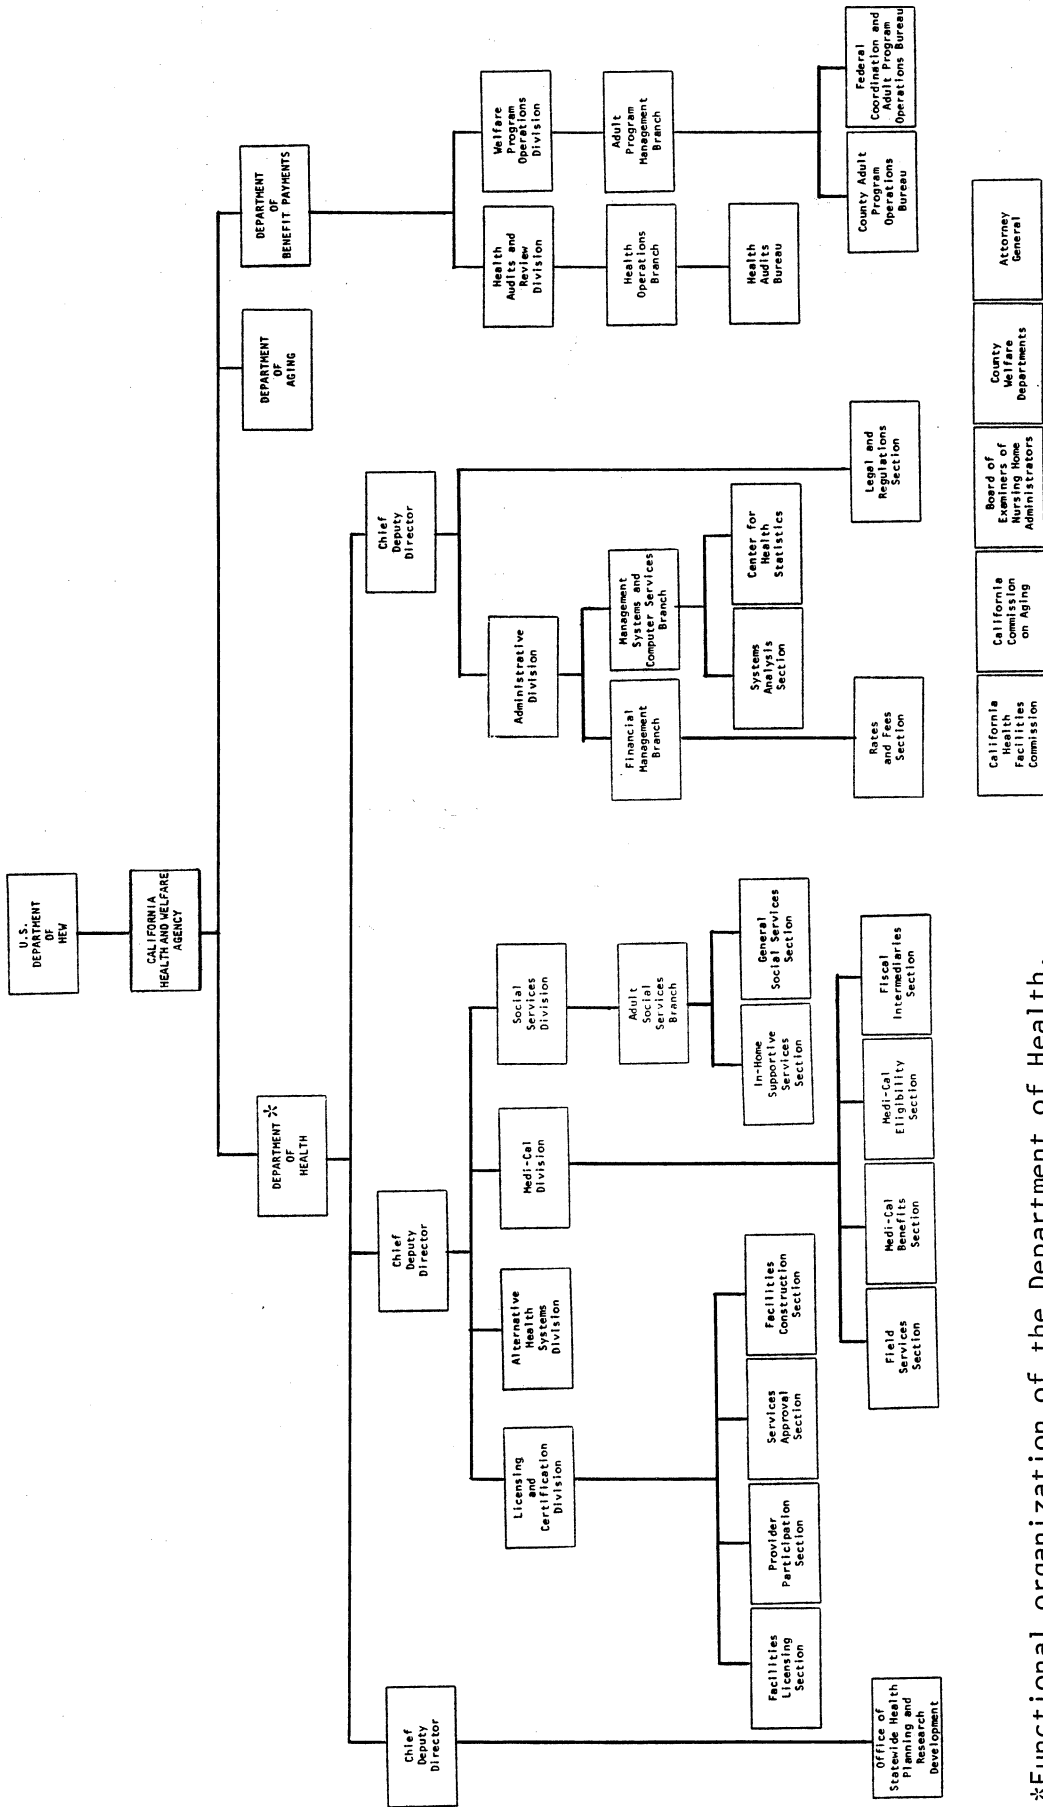 U.S.
DEPARTMENT
OF
HEW
CALIFORNIA
HEALTH AND WELFARE
AGENCY
DEPARTMENT *
OF
HEALTH
DEPARTMENT
OF
AGING
DEPARTMENT
OF
BENEFIT PAYMENTS
Chief
Deputy
Director
Chief
Deputy
Director
Chief
Deputy
Director
Licensing
and
Certification
Division
Alternative
Health
Systems
Division
Medi-Cal
Division
Social
Services
Division
Administrative
Division
Health
Audits and
Review
Division
Welfare
Program
Operations
Division
Adult
Social
Services
Branch
Financial
Management
Branch
Management
Systems and
Computer Services
Branch
Health
Operations
Branch
Adult
Program
Management
Branch
Facilities
Licensing
Section
Provider
Participation
Section
Services
Approval
Section
Facilities
Construction
Section
In-Home
Supportive
Services
Section
General
Social Services
Section
Systems
Analysis
Section
Center for
Health
Statistics
Health
Audits
Bureau
Office of
Statewide Health
Planning and
Research
Development
Field
Services
Section
Medi-Cal
Benefits
Section
Medi-Cal
Eligibility
Section
Fiscal
Intermediaries
Section
Rates
and Fees
Section
Legal and
Regulations
Section
County Adult
Program
Operations
Bureau
Federal
Coordination and
Adult Program
Operations Bureau
California
Health
Facilities
Commission
California
Commission
on Aging
Board of
Examiners of
Nursing Home
Administrators
County
Welfare
Departments
Attorney
General
*Functional organization of the Department of Health.